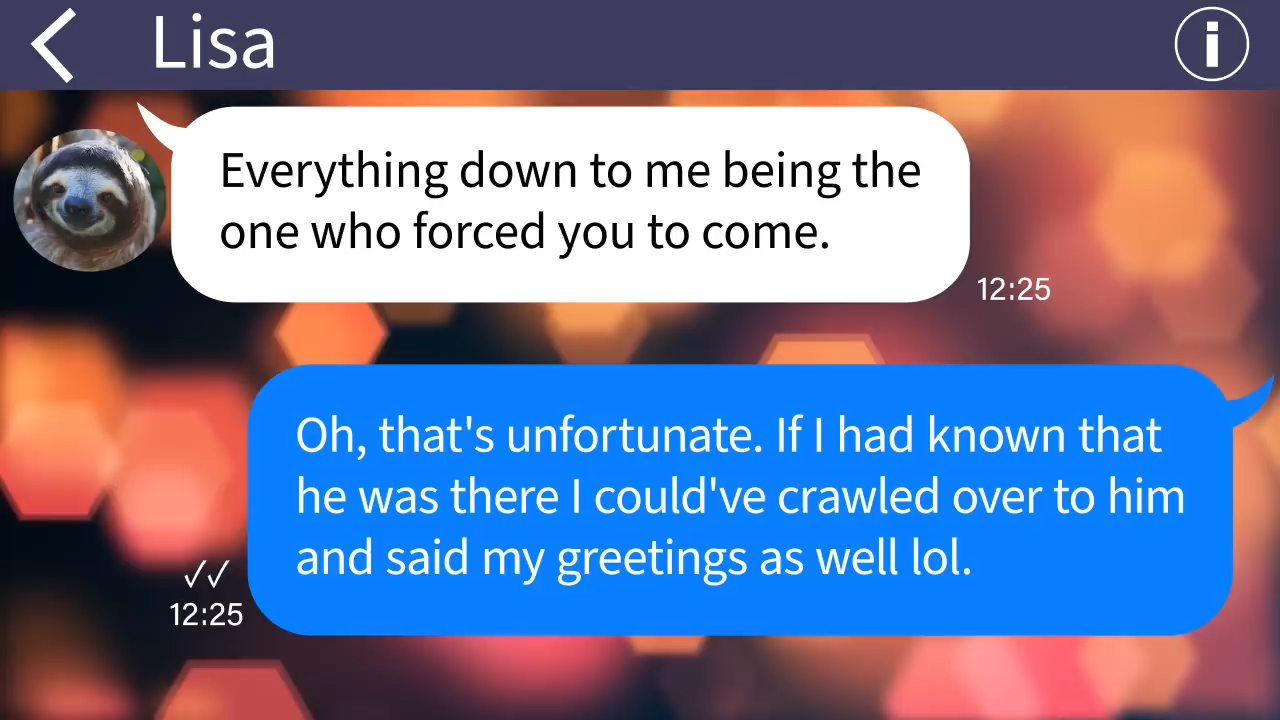 Lisa
Everything down to me being the
one who forced you to come.
12:25
Oh, that's unfortunate. If I had known that
he was there I could've crawled over to him
and said my greetings as well lol.
✓✓
12:25